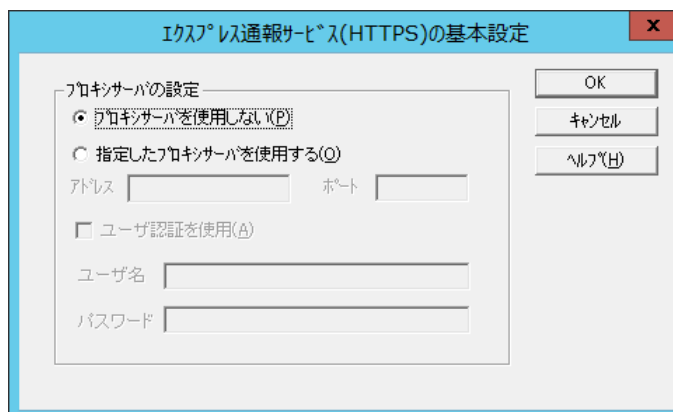 ｴｸｽﾌﾟﾚｽ通報ｻｰﾋﾞｽ(HTTPS)の基本設定
x
ﾌﾟﾛｷｼｻｰﾊﾞの設定
ﾌﾟﾛｷｼｻｰﾊﾞを使用しない(P)
指定したﾌﾟﾛｷｼｻｰﾊﾞを使用する(O)
ｱﾄﾞﾚｽ ﾎﾟｰﾄ
ユーザ認証を使用(A)
ユーザ名
パスワード
OK
ｷｬﾝｾﾙ
ﾍﾙﾌﾟ(H)